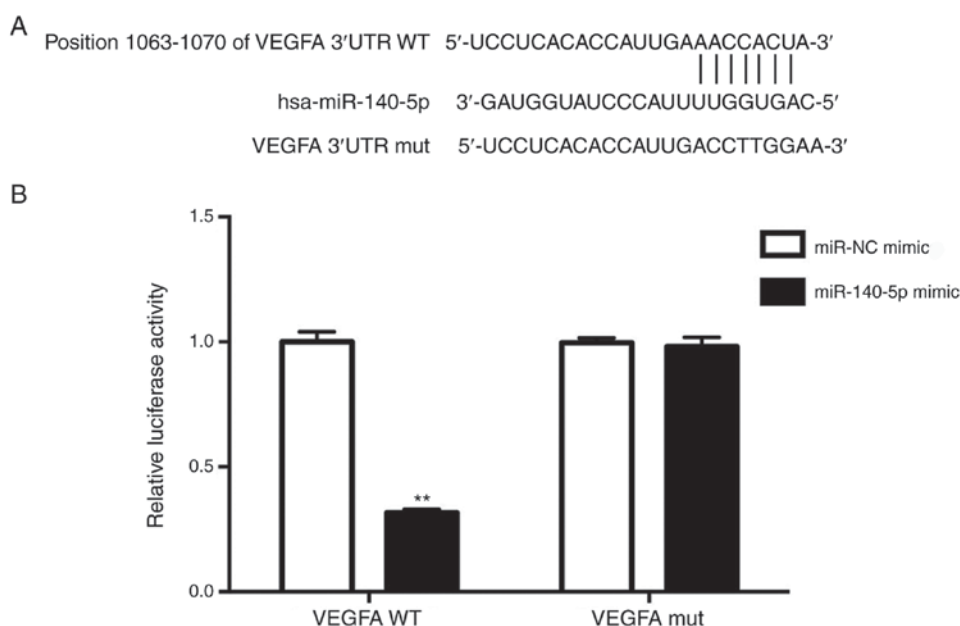 A
Position 1063-1070 of VEGFA 3′UTR WT 5′-UCCUCACACCAUUGAAACCACUA-3′
hsa-miR-140-5p 3′-GAUGGUAUCCCAUUUUGGUGAC-5′
VEGFA 3′UTR mut 5′-UCCUCACACCAUUGACCTTGGAA-3′
B
1.5
miR-NC mimic
miR-140-5p mimic
1.0
Relative luciferase activity
0.5
**
0.0
VEGFA WT VEGFA mut